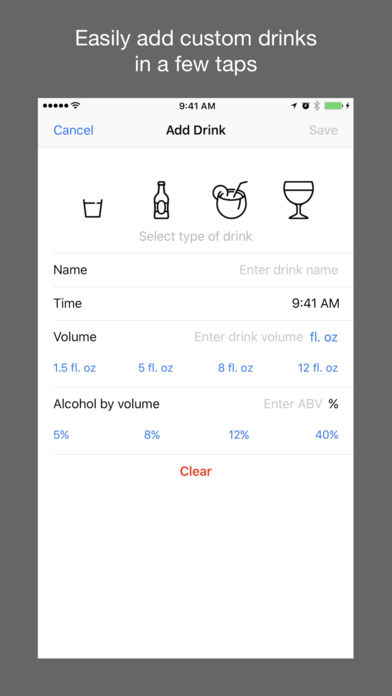 Easily add custom drinks
in a few taps
9:41 AM
Cancel Add Drink Save
Select type of drink
Name Enter drink name
Time 9:41 AM
Volume Enter drink volume fl. oz
1.5 fl. oz 5 fl. oz 8 fl. oz 12 fl. oz
Alcohol by volume Enter ABV %
5% 8% 12% 40%
Clear